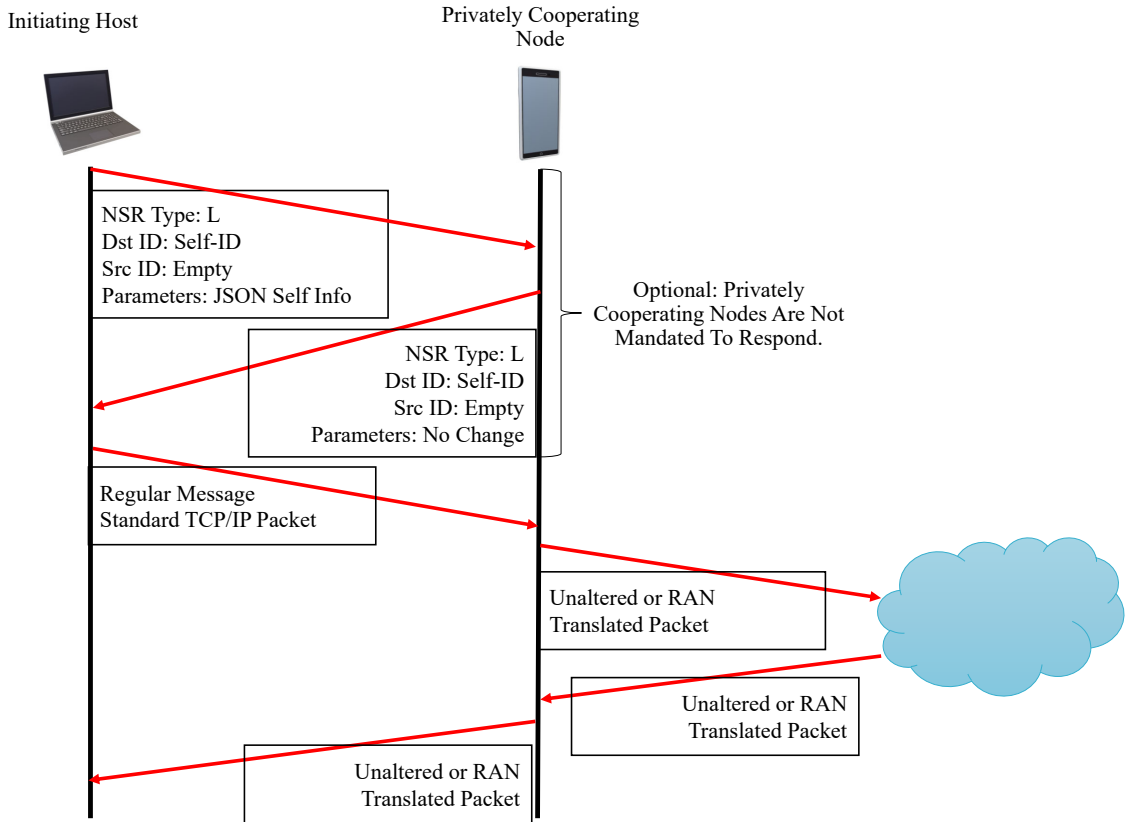 Initiating Host
Privately Cooperating
Node
NSR Type: L
Dst ID: Self-ID
Src ID: Empty
Parameters: JSON Self Info
Optional: Privately
Cooperating Nodes Are Not
Mandated To Respond.
NSR Type: L
Dst ID: Self-ID
Src ID: Empty
Parameters: No Change
Regular Message
Standard TCP/IP Packet
Unaltered or RAN
Translated Packet
Unaltered or RAN
Translated Packet
Unaltered or RAN
Translated Packet